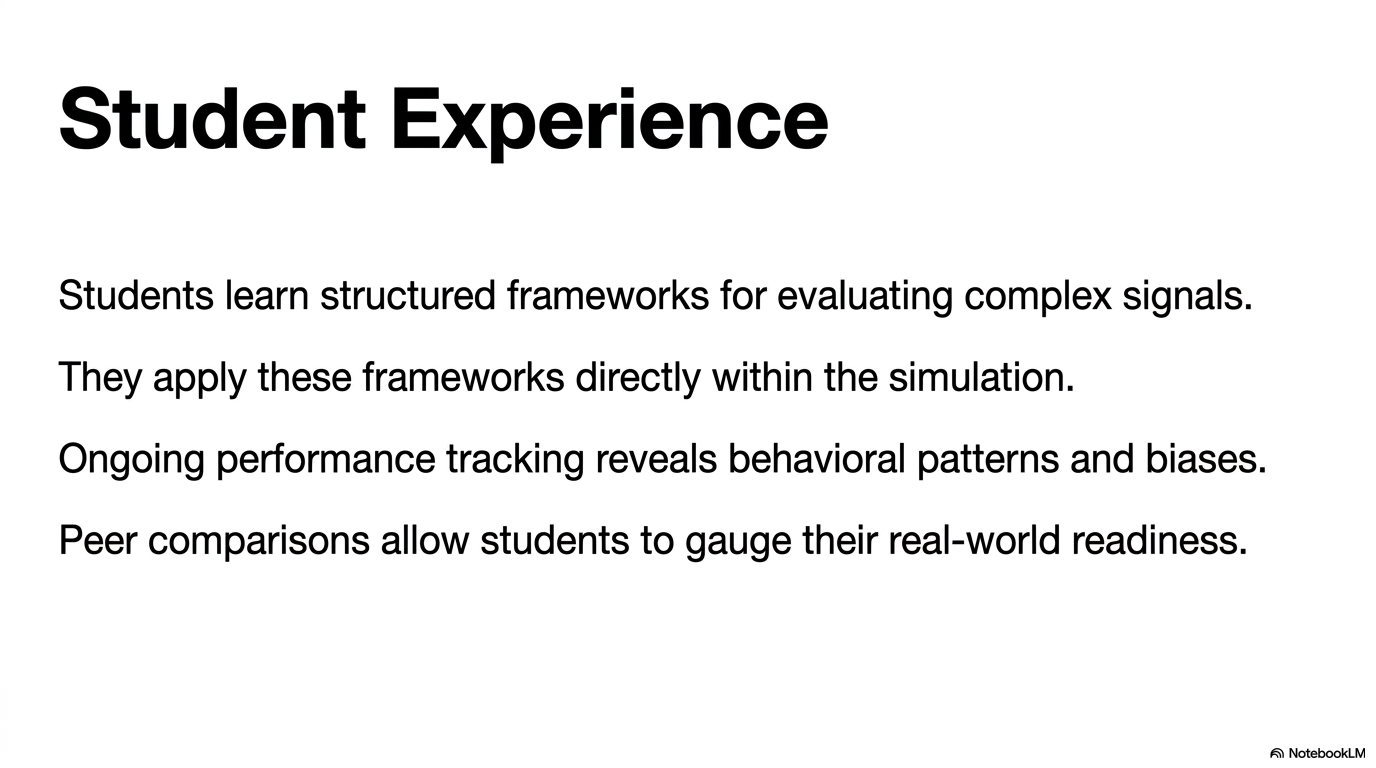 Student Experience
Students learn structured frameworks for evaluating complex signals.
They apply these frameworks directly within the simulation.
Ongoing performance tracking reveals behavioral patterns and biases.
Peer comparisons allow students to gauge their real-world readiness.
NotebookLM